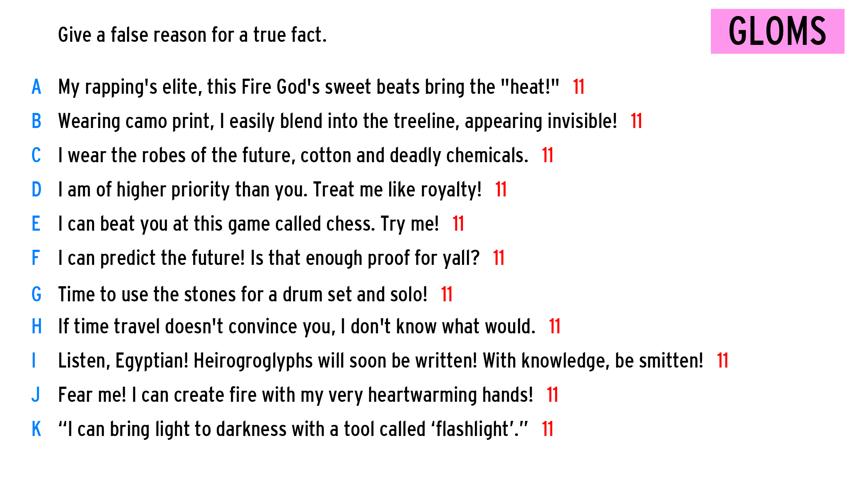 Give a false reason for a true fact.
GLOMS
A My rapping's elite, this Fire God's sweet beats bring the "heat!" 11
B Wearing camo print, I easily blend into the treeline, appearing invisible! 11
C I wear the robes of the future, cotton and deadly chemicals. 11
D I am of higher priority than you. Treat me like royalty! 11
E I can beat you at this game called chess. Try me! 11
F I can predict the future! Is that enough proof for yall? 11
G Time to use the stones for a drum set and solo! 11
H If time travel doesn't convince you, I don't know what would. 11
I Listen, Egyptian! Heirogroglyphs will soon be written! With knowledge, be smitten! 11
J Fear me! I can create fire with my very heartwarming hands! 11
K “I can bring light to darkness with a tool called ‘flashlight’.” 11